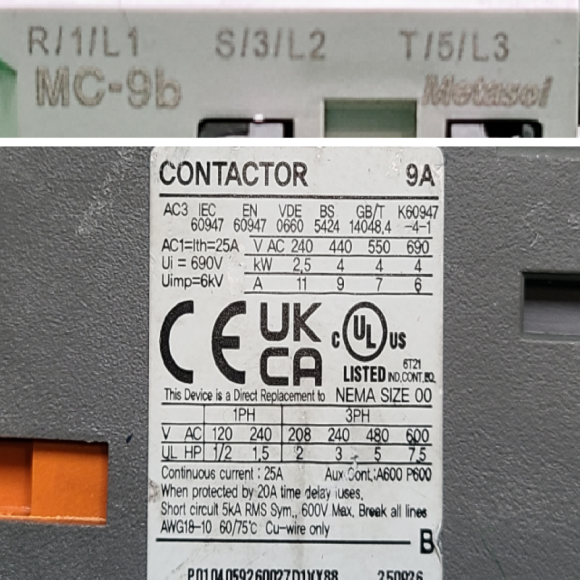 R/1/L1 S/3/L2 T/5/L3
MC-9b Metasol
CONTACTOR 9A
AC3 IEC EN VDE BS GB/T K60947
60947 60947 0660 5424 14048,4 -4-1
AC1=Ith=25A V AC 240 440 550 690
Ui = 690V kW 2,5 4 4 4
Uimp=6kV A 11 9 7 6
CE UK CA C UL US
LISTED 6T21 IND.CONT.EQ.
This Device is a Direct Replacement to NEMA SIZE 00
1PH 3PH
V AC 120 240 208 240 480 600
UL HP 1/2 1,5 2 3 5 7,5
Continuous current : 25A Aux Cont.:A600 P600
When protected by 20A time delay fuses,
Short circuit 5kA RMS Sym., 600V Max, Break all lines
AWG18-10 60/75℃ Cu-wire only
B
250926